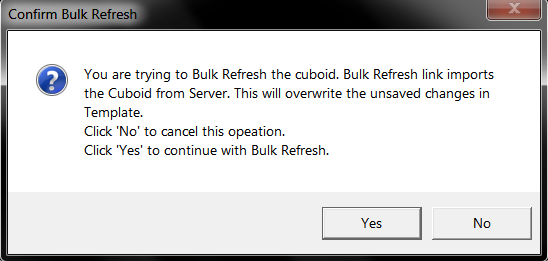 Confirm Bulk Refresh
You are trying to Bulk Refresh the cuboid. Bulk Refresh link imports
the Cuboid from Server. This will overwrite the unsaved changes in
Template.
Click 'No' to cancel this opeation.
Click 'Yes' to continue with Bulk Refresh.
Yes
No